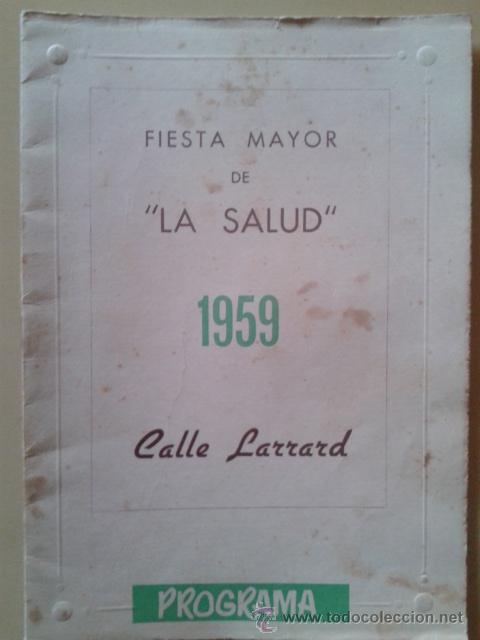 FIESTA MAYOR
DE
"LA SALUD"
1959
Calle Larrard
PROGRAMA
www.todocoleccion.net